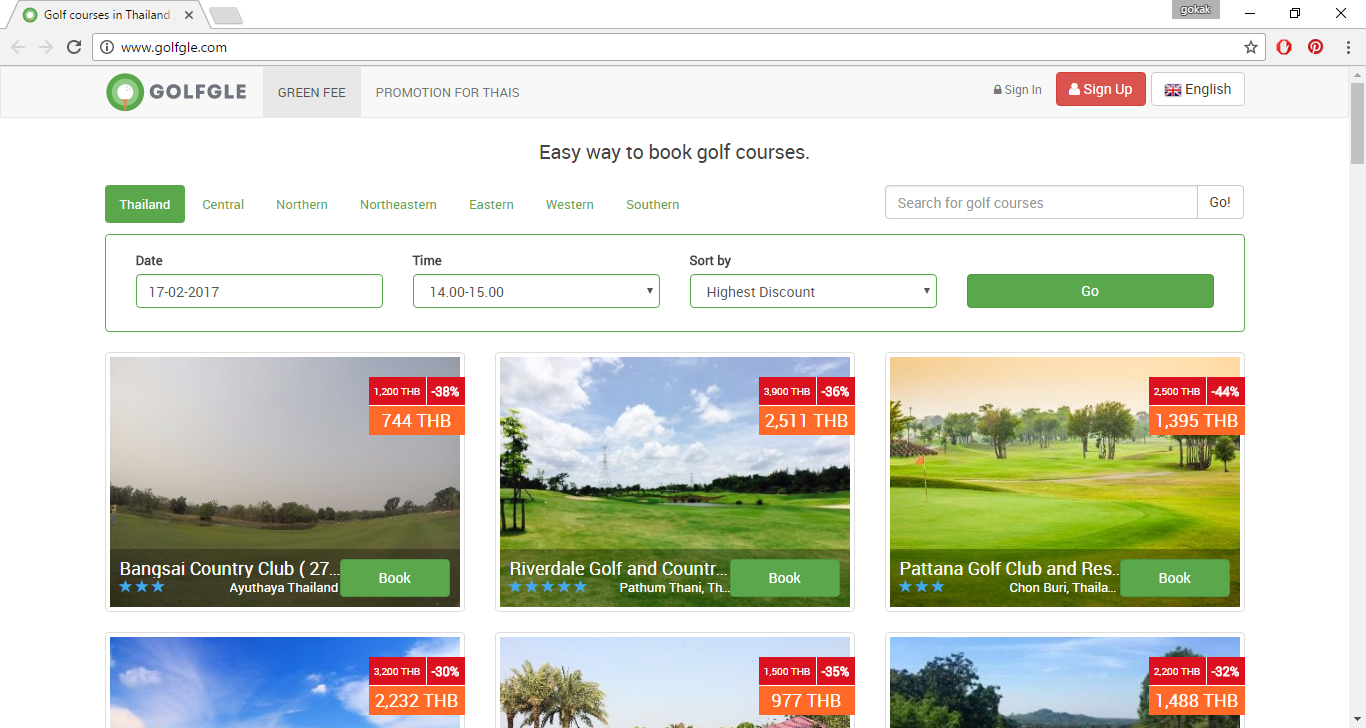 Golf courses in Thailand
gokak
www.golfgle.com
GOLFGLE
GREEN FEE
PROMOTION FOR THAIS
Sign In
Sign Up
English
Easy way to book golf courses.
Thailand
Central
Northern
Northeastern
Eastern
Western
Southern
Search for golf courses
Go!
Date
Time
Sort by
17-02-2017
14.00-15.00
Highest Discount
Go
1,200 THB
-38%
744 THB
Bangsai Country Club ( 27...
Ayuthaya Thailand
Book
3,900 THB
-36%
2,511 THB
Riverdale Golf and Countr...
Pathum Thani, Th...
Book
2,500 THB
-44%
1,395 THB
Pattana Golf Club and Res...
Chon Buri, Thaila...
Book
3,200 THB
-30%
2,232 THB
1,500 THB
-35%
977 THB
2,200 THB
-32%
1,488 THB